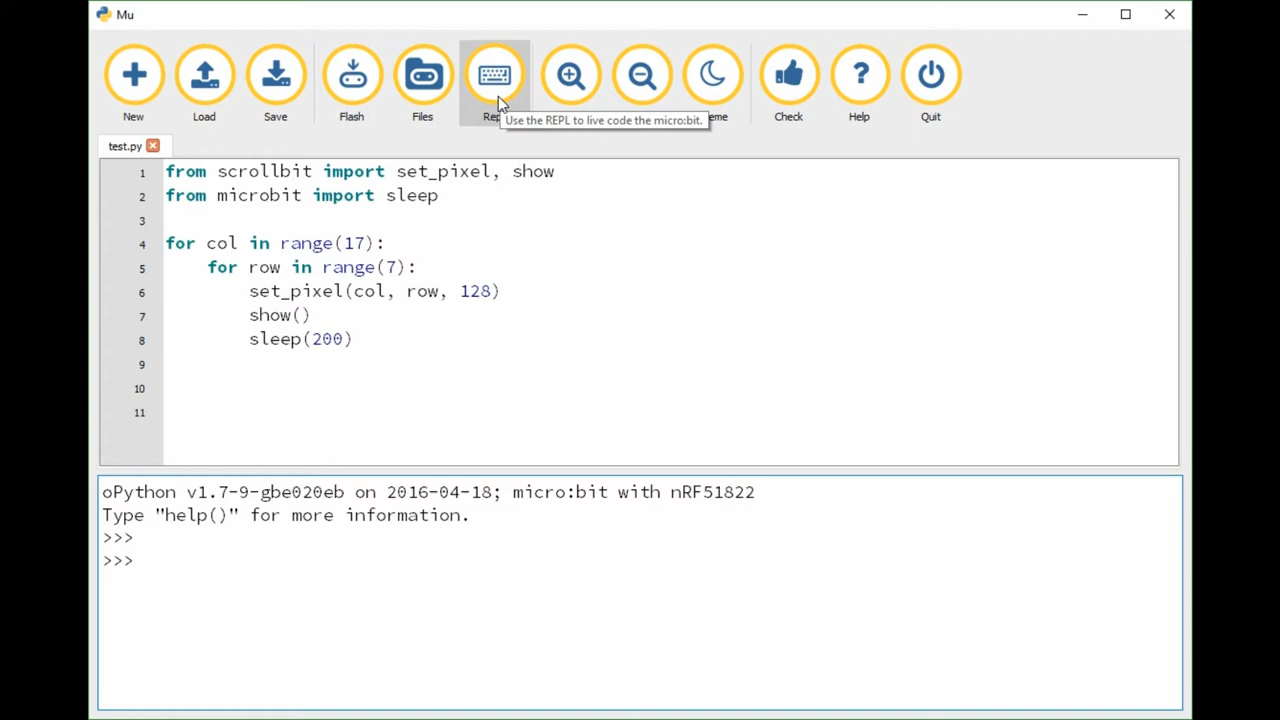 Mu
New Load Save Flash Files Rep eme Check Help Quit
Use the REPL to live code the micro:bit.
test.py
1 from scrollbit import set_pixel, show
2 from microbit import sleep
3
4 for col in range(17):
5 for row in range(7):
6 set_pixel(col, row, 128)
7 show()
8 sleep(200)
9
10
11
oPython v1.7-9-gbe020eb on 2016-04-18; micro:bit with nRF51822
Type "help()" for more information.
>>>
>>>